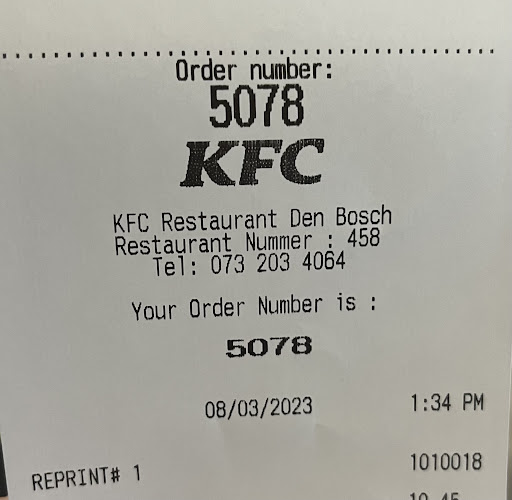 Order number:
5078
KFC
KFC Restaurant Den Bosch
Restaurant Nummer : 458
Tel: 073 203 4064
Your Order Number is :
5078
08/03/2023 1:34 PM
REPRINT# 1 1010018